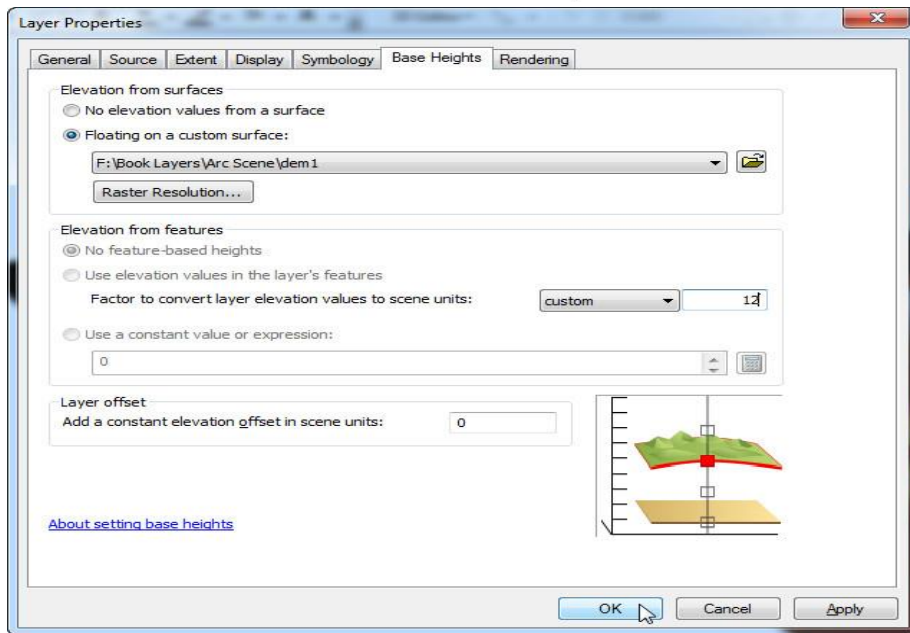 Layer Properties
General Source Extent Display Symbology Base Heights Rendering
Elevation from surfaces
No elevation values from a surface
Floating on a custom surface:
F:\Book Layers\Arc Scene\dem1
Raster Resolution...
Elevation from features
No feature-based heights
Use elevation values in the layer's features
Factor to convert layer elevation values to scene units: custom 12
Use a constant value or expression:
0
Layer offset
Add a constant elevation offset in scene units: 0
About setting base heights
OK Cancel Apply